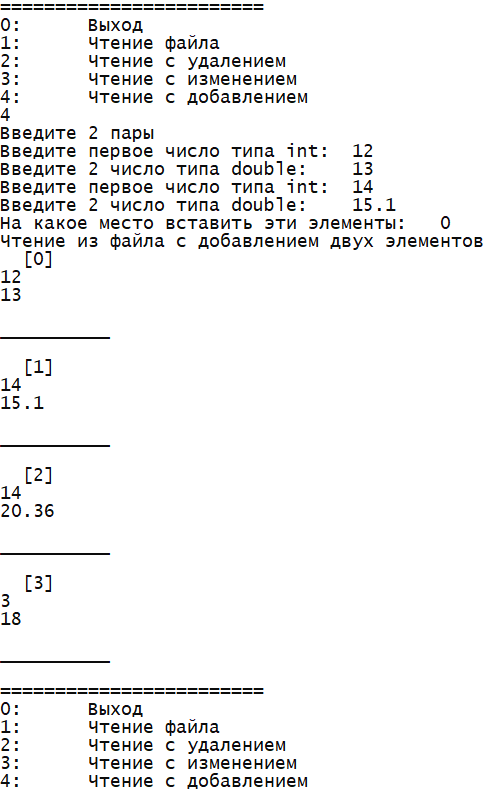 ========================
0:      Выход
1:      Чтение файла
2:      Чтение с удалением
3:      Чтение с изменением
4:      Чтение с добавлением
4
Введите 2 пары
Введите первое число типа int:  12
Введите 2 число типа double:    13
Введите первое число типа int:  14
Введите 2 число типа double:    15.1
На какое место вставить эти элементы:   0
Чтение из файла с добавлением двух элементов
  [0]
12
13
__________
  [1]
14
15.1
__________
  [2]
14
20.36
__________
  [3]
3
18
__________
========================
0:      Выход
1:      Чтение файла
2:      Чтение с удалением
3:      Чтение с изменением
4:      Чтение с добавлением